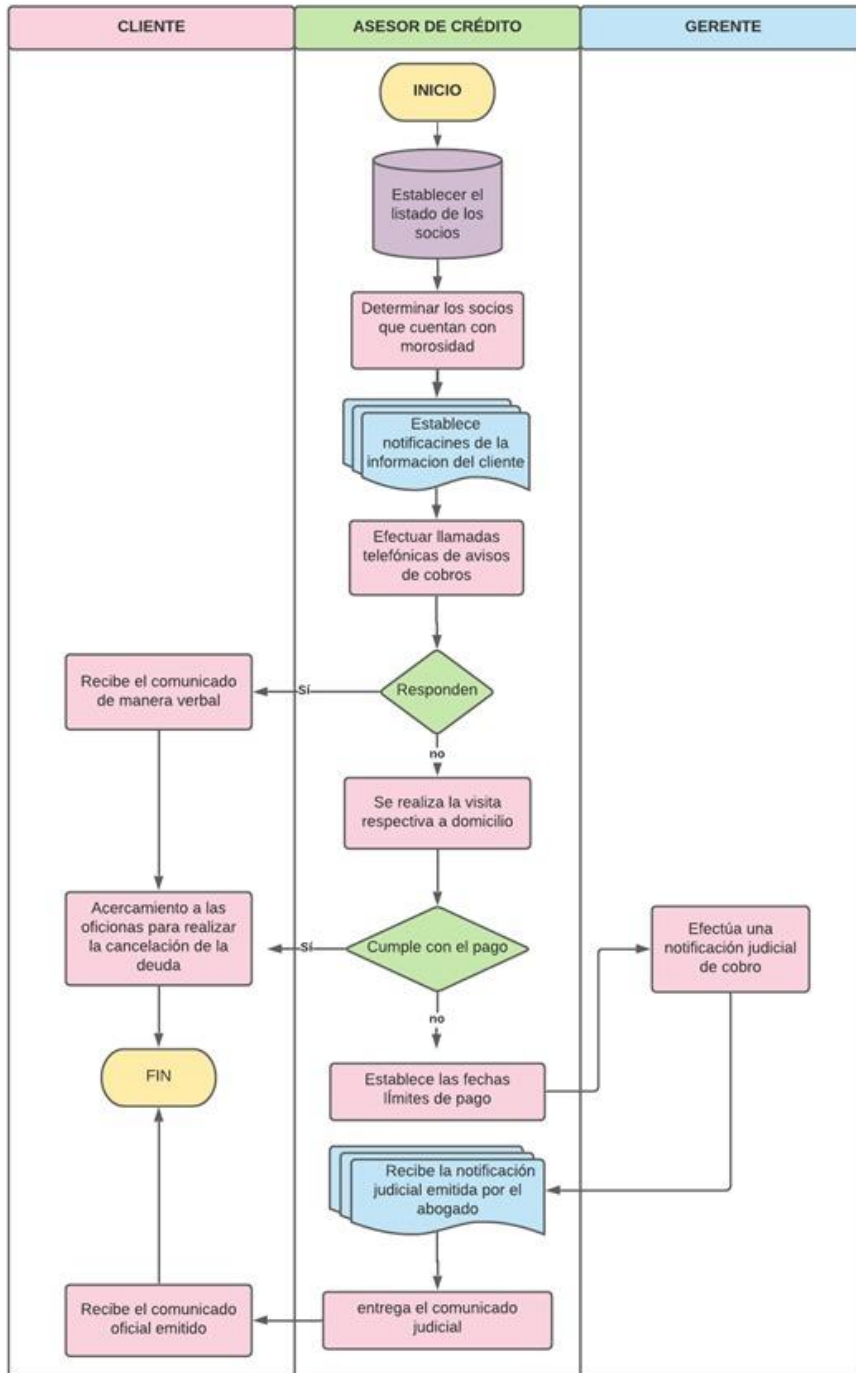 CLIENTE
ASESOR DE CRÉDITO
GERENTE
INICIO
Establecer el
listado de los
socios
Determinar los socios
que cuentan con
morosidad
Establece
notificacines de la
informacion del cliente
Efectuar llamadas
telefónicas de avisos
de cobros
Responden
Sí
Recibe el comunicado
de manera verbal
no
Se realiza la visita
respectiva a domicilio
Cumple con el pago
Sí
Acercamiento a las
oficionas para realizar
la cancelación de la
deuda
FIN
no
Establece las fechas
lÍmites de pago
Efectúa una
notificación judicial
de cobro
Recibe la notificación
judicial emitida por el
abogado
entrega el comunicado
judicial
Recibe el comunicado
oficial emitido